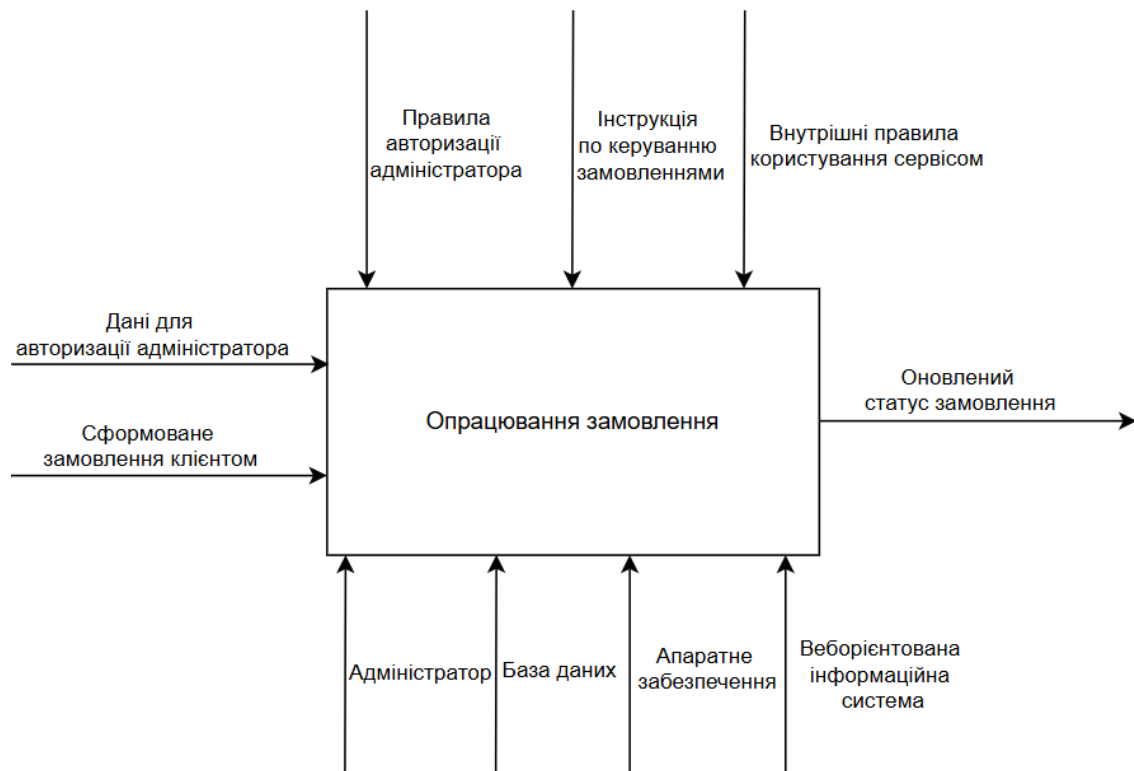 Правила
авторизації
адміністратора
Інструкція
по керуванню
замовленнями
Внутрішні правила
користування сервісом
Дані для
авторизації адміністратора
Сформоване
замовлення клієнтом
Опрацювання замовлення
Оновлений
статус замовлення
Адміністратор
База даних
Апаратне
забезпечення
Веборієнтована
інформаційна
система